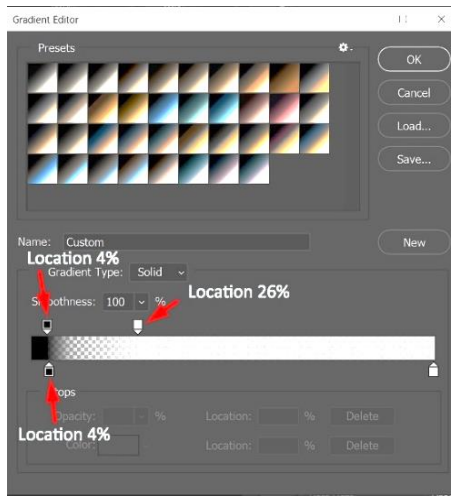 Gradient Editor
Presets
OK
Cancel
Load...
Save...
Name: Custom
New
Location 4%
Gradient Type: Solid
Smoothness: 100 %
Location 26%
Stops
Opacity: % Location: % Delete
Location 4%
Color: Location: % Delete